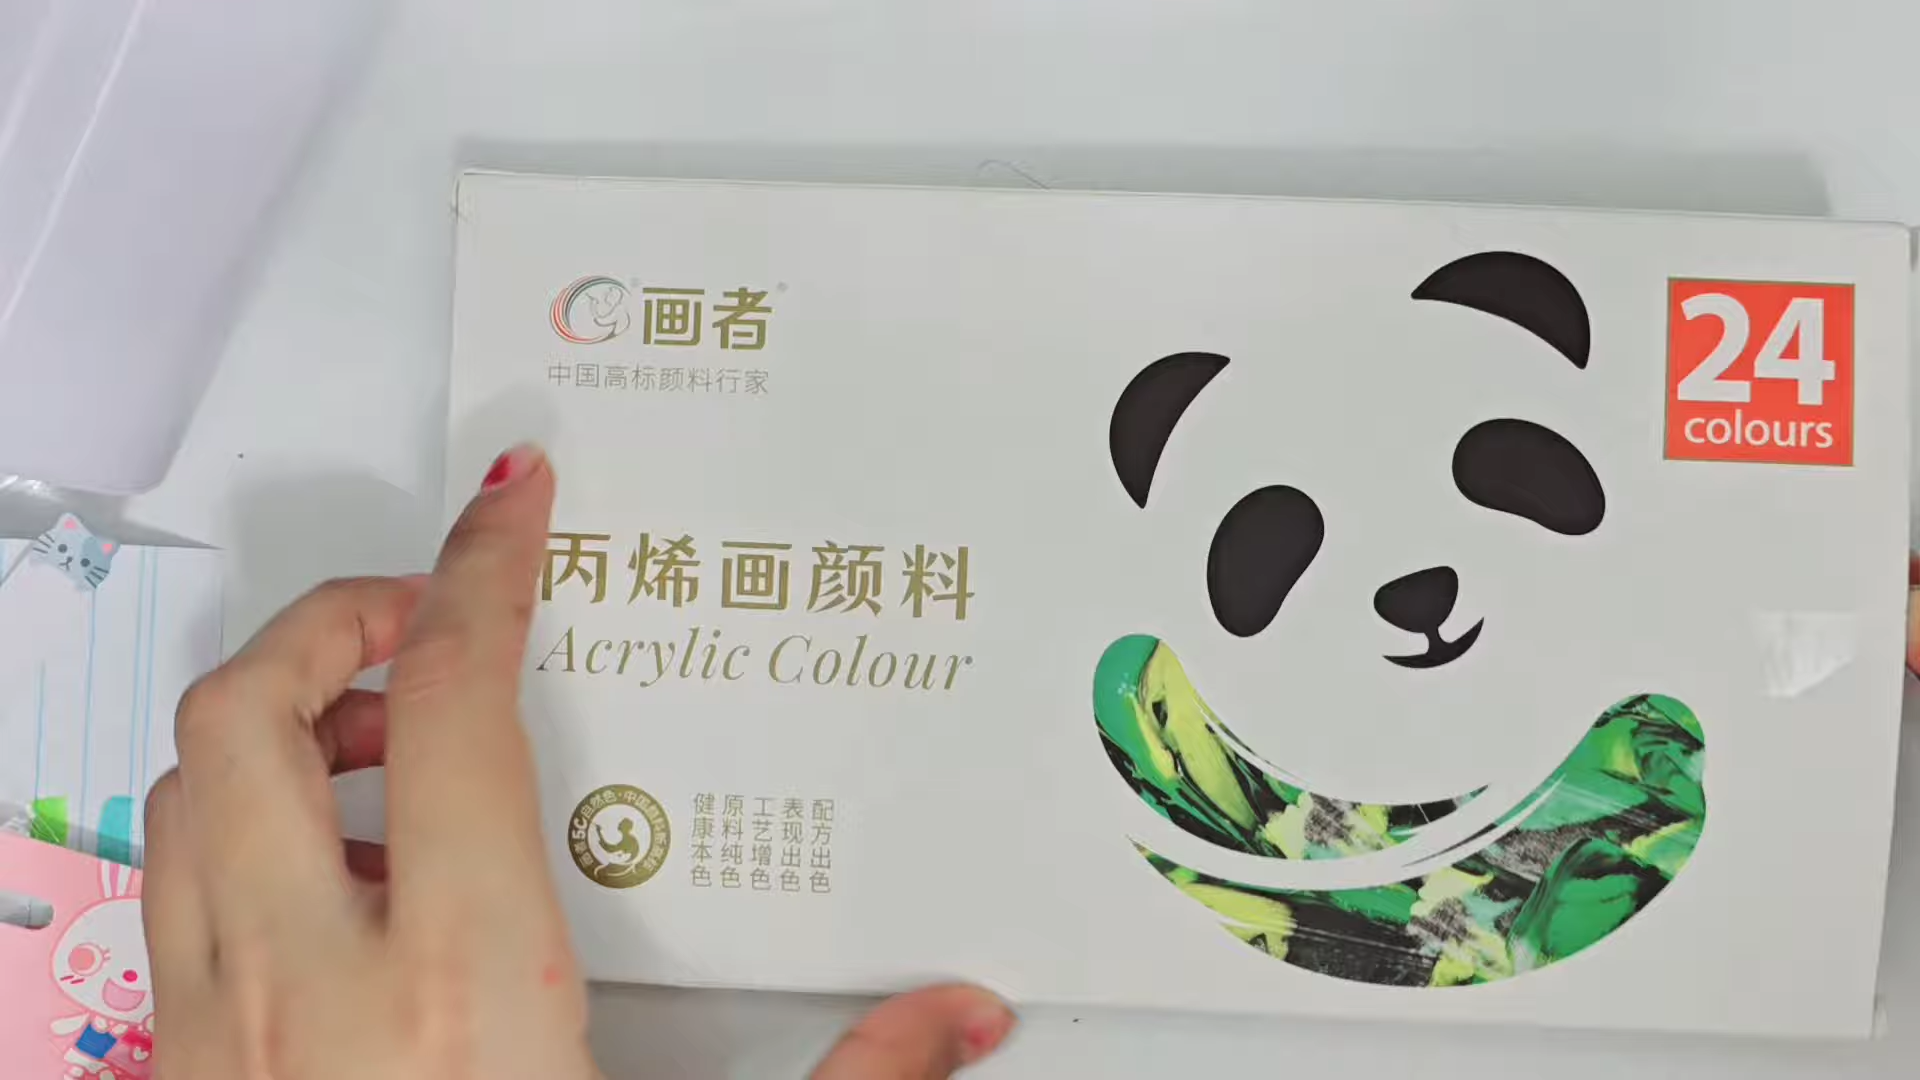 画者
中国高标颜料行家
24
colours
丙烯画颜料
Acrylic Colour
配方出色
表现出色
工艺增色
原料纯色
健康本色